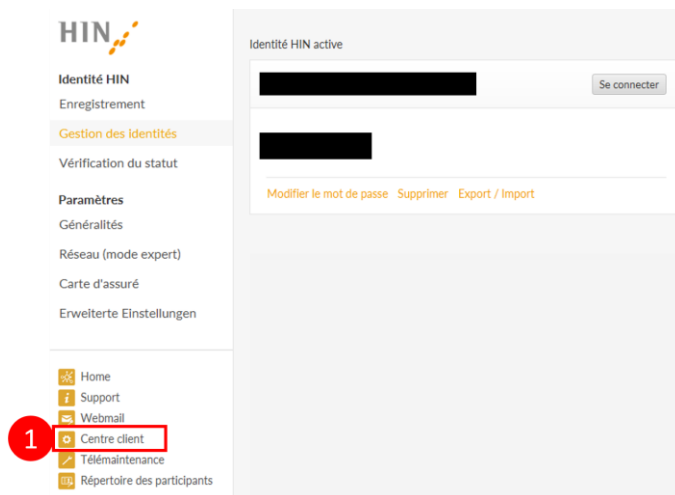 HIN
Identité HIN active
Identité HIN
Se connecter
Enregistrement
Gestion des identités
Vérification du statut
Modifier le mot de passe Supprimer Export / Import
Paramètres
Généralités
Réseau (mode expert)
Carte d'assuré
Erweiterte Einstellungen
Home
Support
Webmail
1 Centre client
Télémaintenance
Répertoire des participants